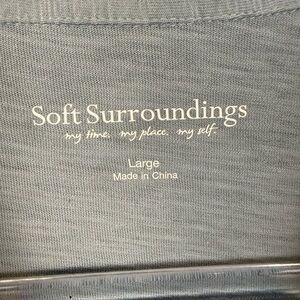 Soft Surroundings
my time. my place. my self.
Large
Made in China